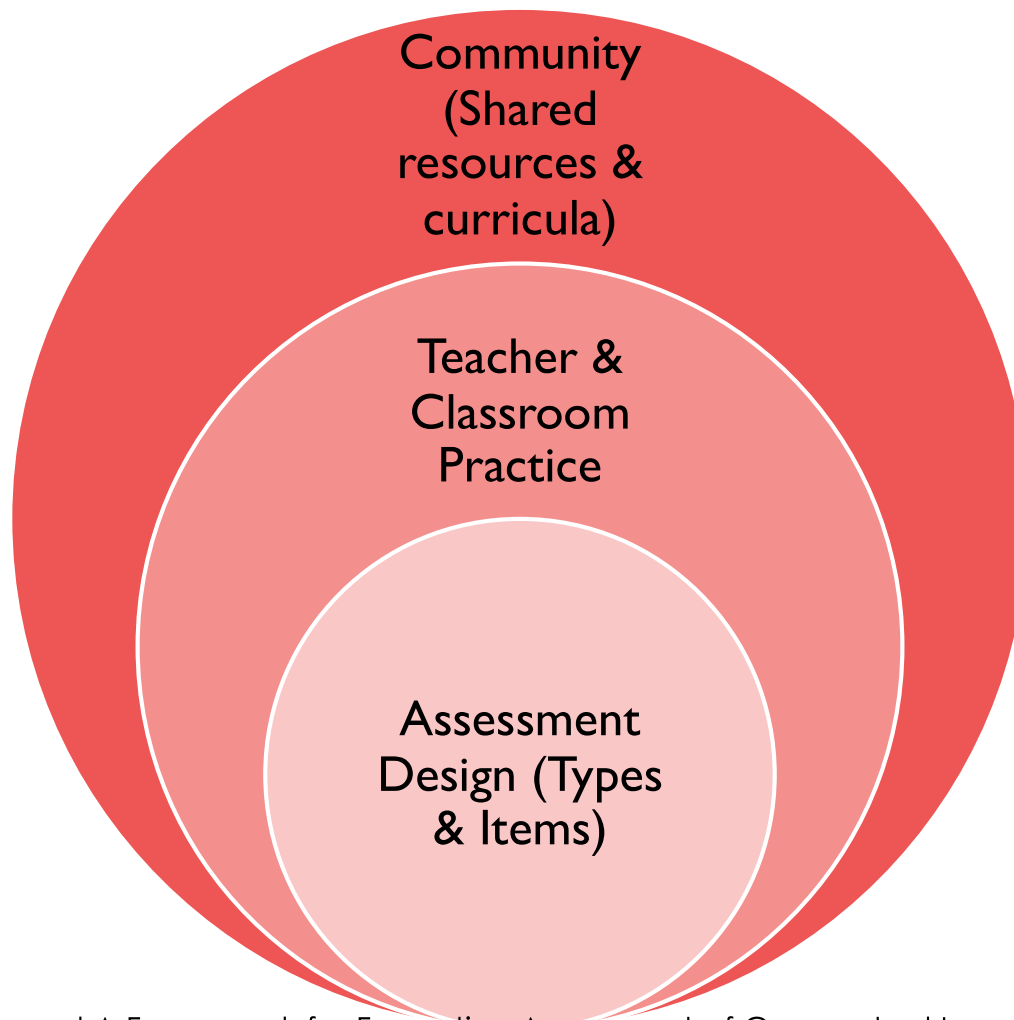 Community
(Shared
resources &
curricula)
Teacher &
Classroom
Practice
Assessment
Design (Types
& Items)